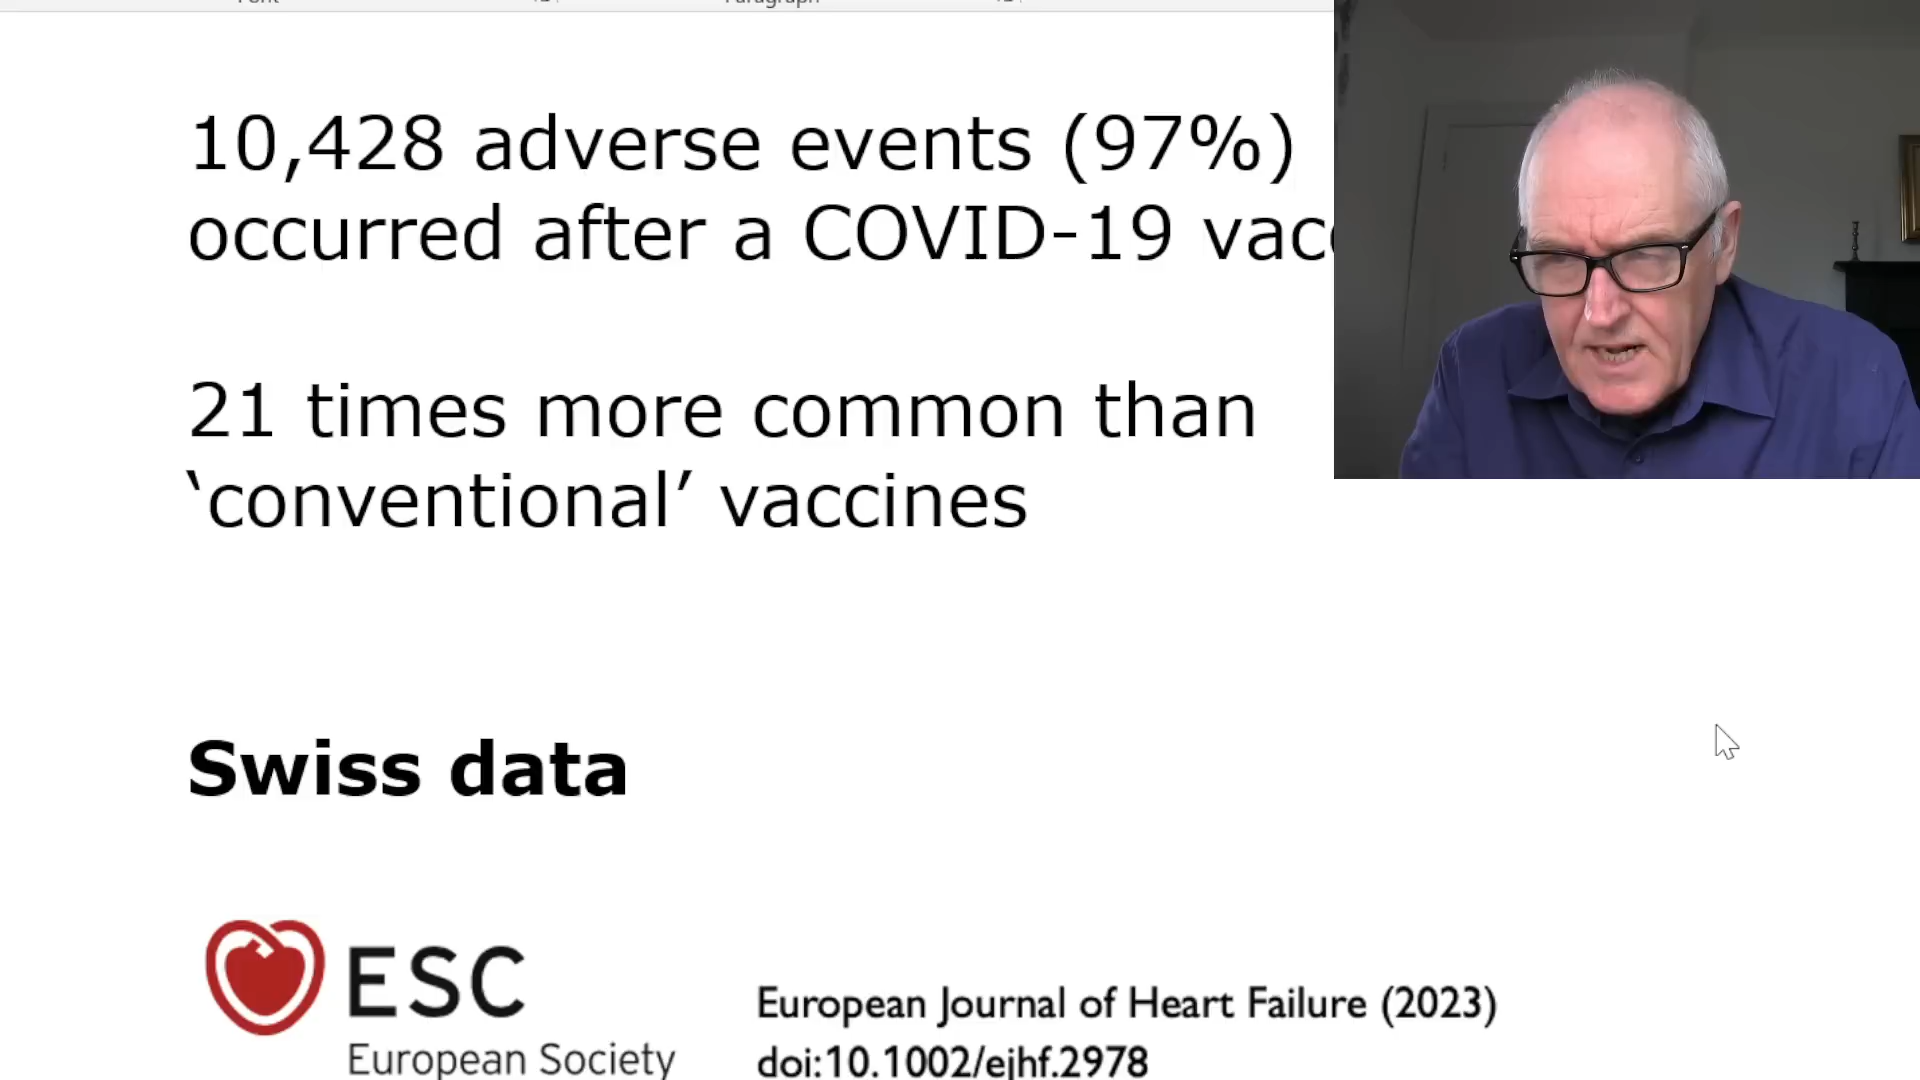 10,428 adverse events (97%)
occurred after a COVID-19
21 times more common than
‘conventional’ vaccines
Swiss data
ESC
European Society
European Journal of Heart Failure (2023)
doi:10.1002/ejhf.2978